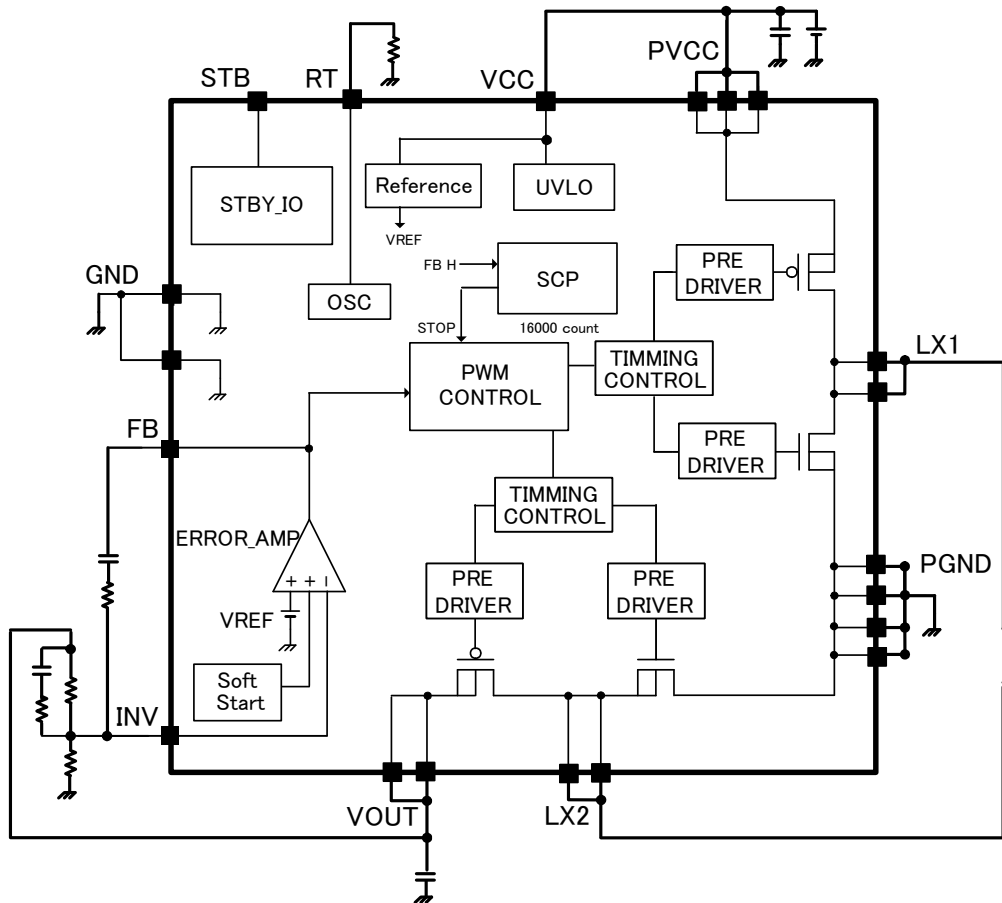 PVCC
STB
RT
VCC
STBY_IO
Reference
UVLO
VREF
GND
OSC
FB H
SCP
PRE
DRIVER
STOP
16000 count
LX1
PWM
CONTROL
TIMMING
CONTROL
FB
PRE
DRIVER
TIMMING
CONTROL
ERROR_AMP
+ + −
VREF
PRE
DRIVER
PRE
DRIVER
PGND
Soft
Start
INV
VOUT
LX2